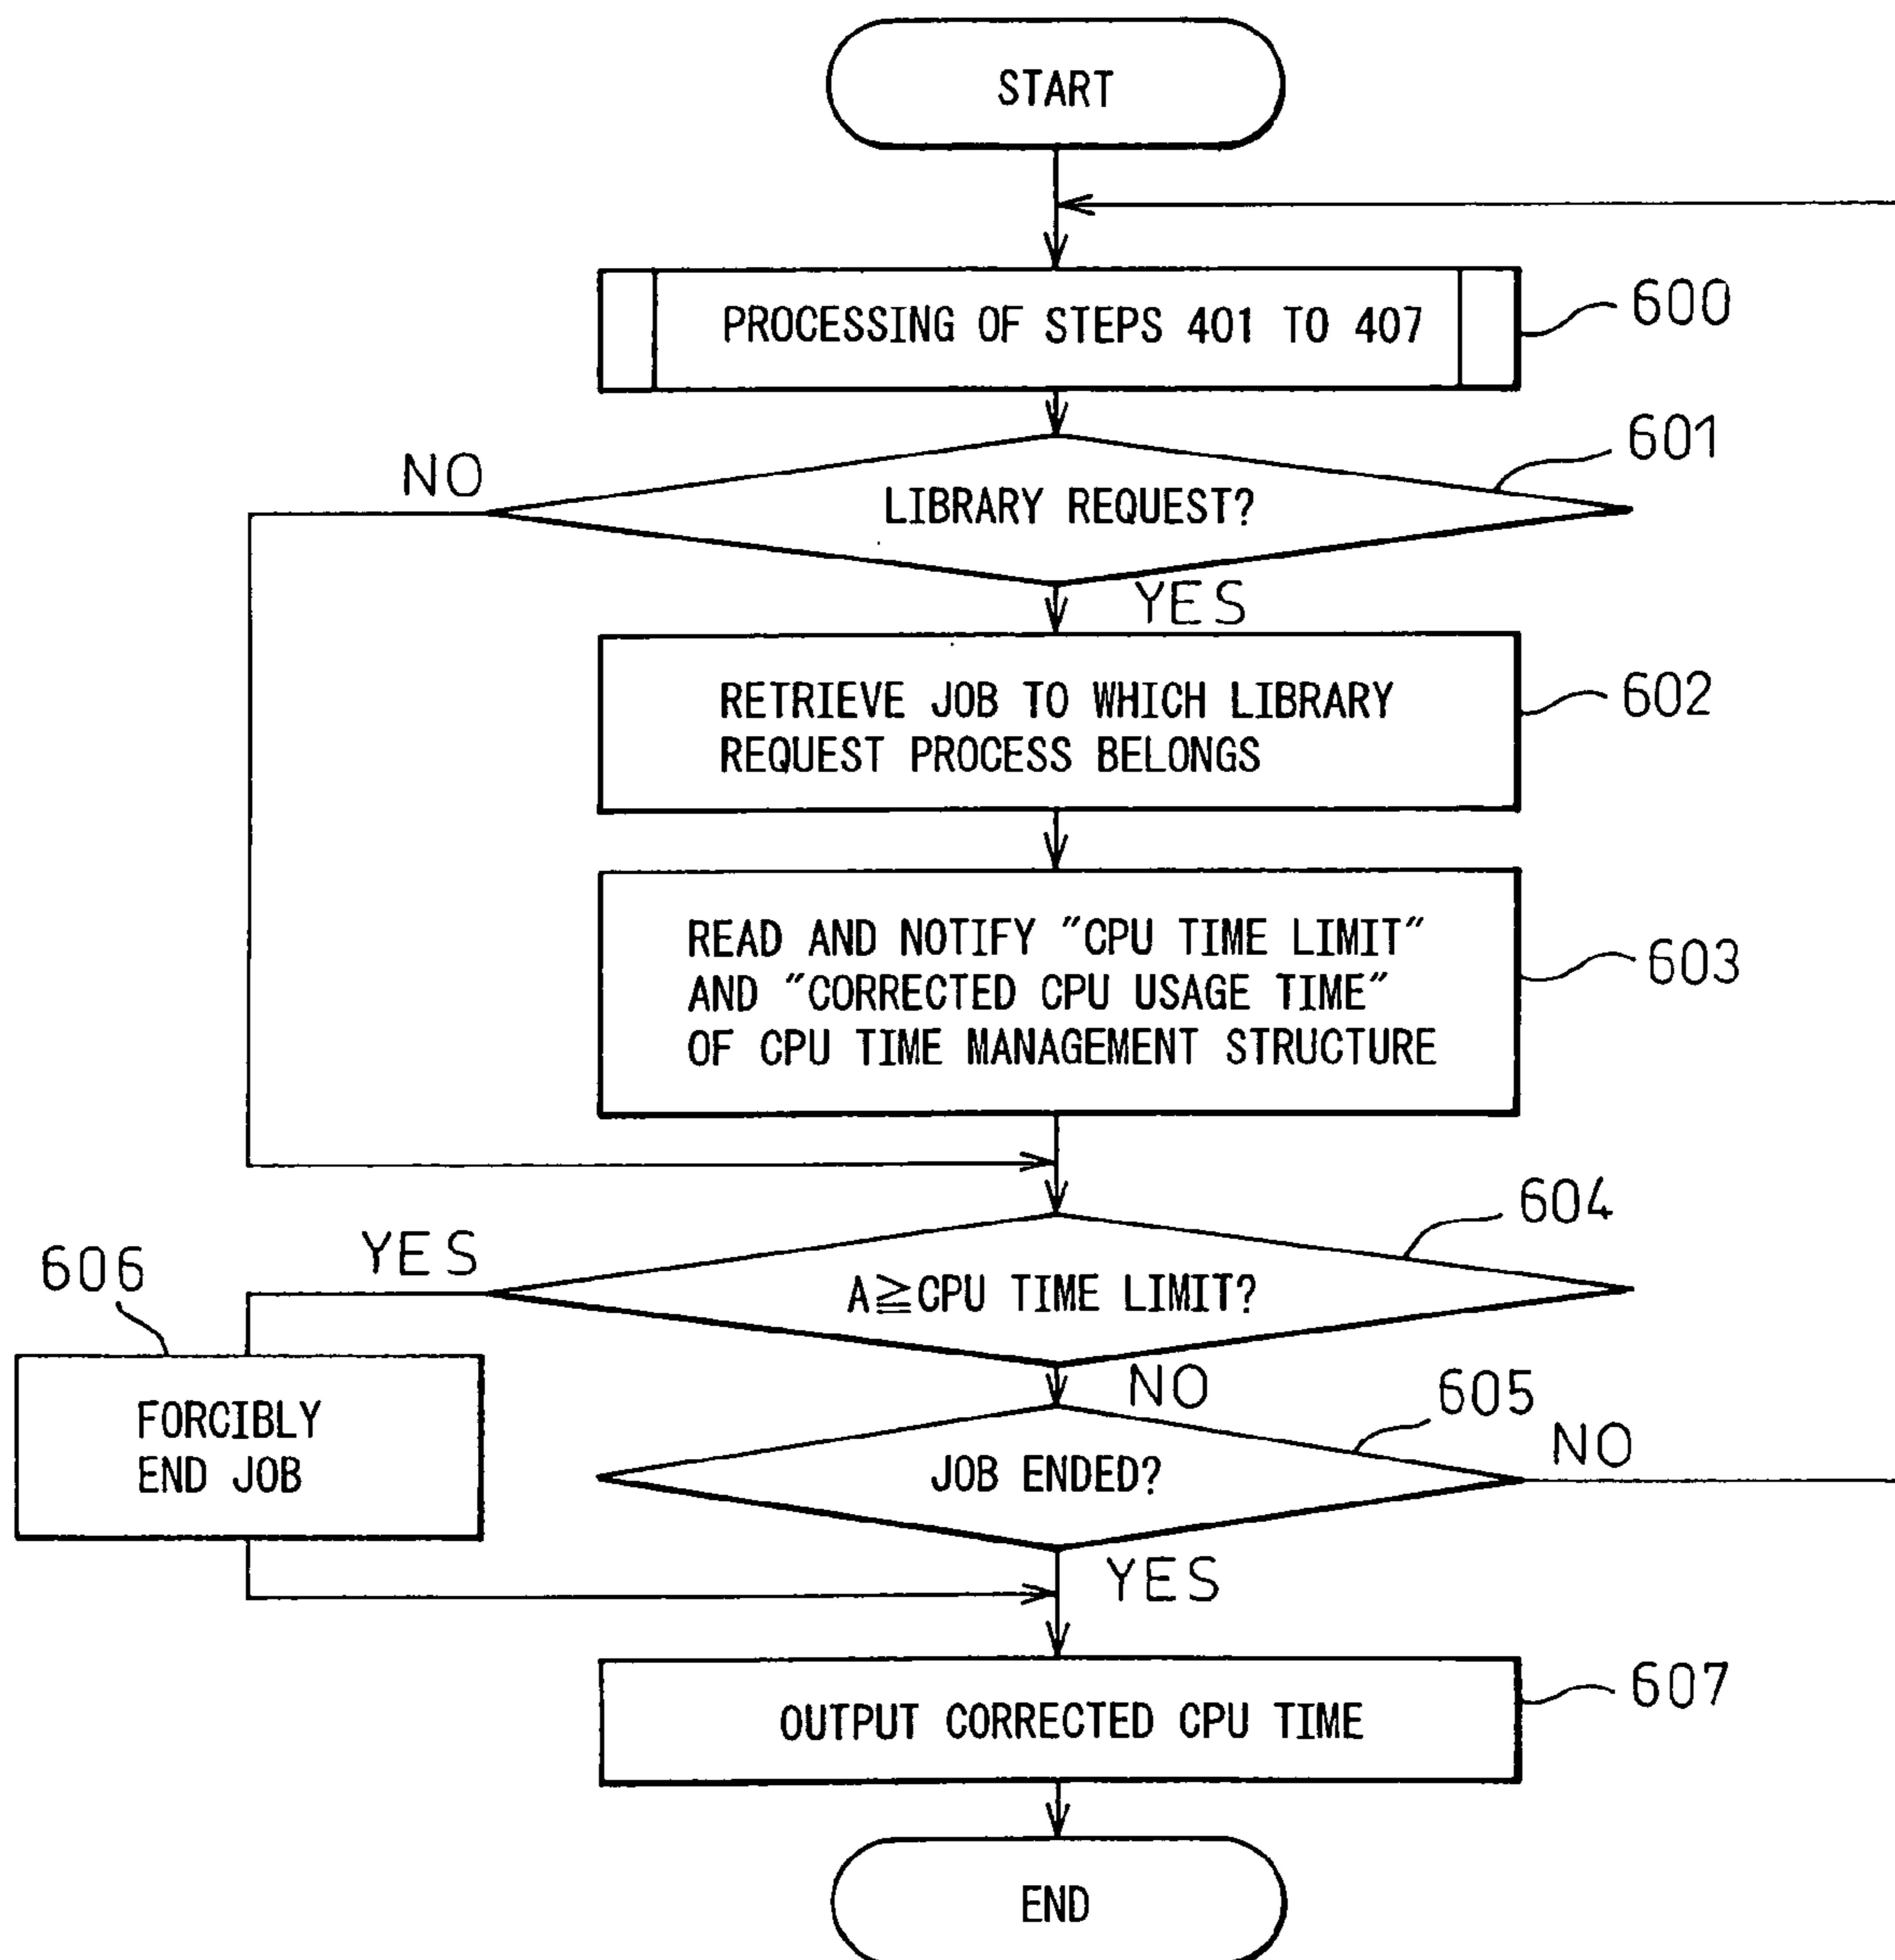 START
PROCESSING OF STEPS 401 TO 407
600
601
NO
LIBRARY REQUEST?
YES
RETRIEVE JOB TO WHICH LIBRARY
REQUEST PROCESS BELONGS
602
READ AND NOTIFY "CPU TIME LIMIT"
AND "CORRECTED CPU USAGE TIME"
OF CPU TIME MANAGEMENT STRUCTURE
603
604
YES
606
A≧CPU TIME LIMIT?
NO
605
FORCIBLY
END JOB
JOB ENDED?
NO
YES
OUTPUT CORRECTED CPU TIME
607
END